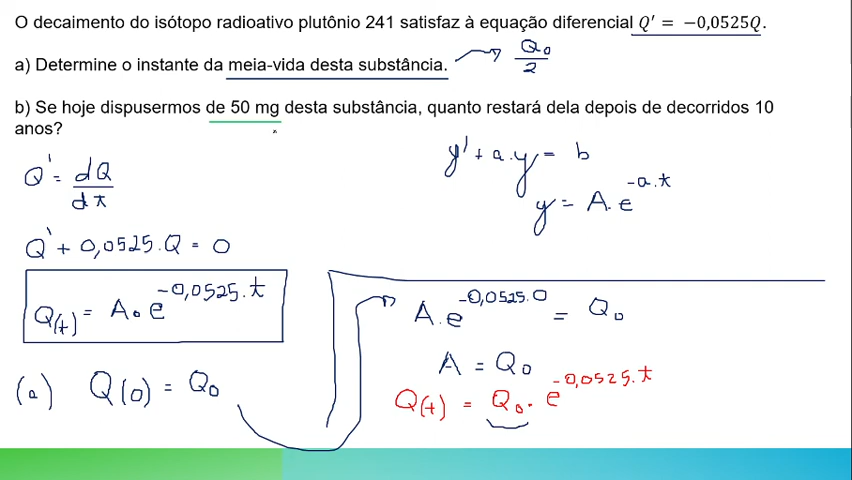 O decaimento do isótopo radioativo plutônio 241 satisfaz à equação diferencial Q′ = −0,0525Q.
a) Determine o instante da meia-vida desta substância. → Q₀/2
b) Se hoje dispusermos de 50 mg desta substância, quanto restará dela depois de decorridos 10
anos?
Q' = dQ/dt
y' + a.y = b
y = A.e^(-a.t)
Q' + 0,0525.Q = 0
Q(t) = A.e^(-0,0525.t)
(a) Q(0) = Q₀
A.e^(-0,0525.0) = Q₀
A = Q₀
Q(t) = Q₀.e^(-0,0525.t)